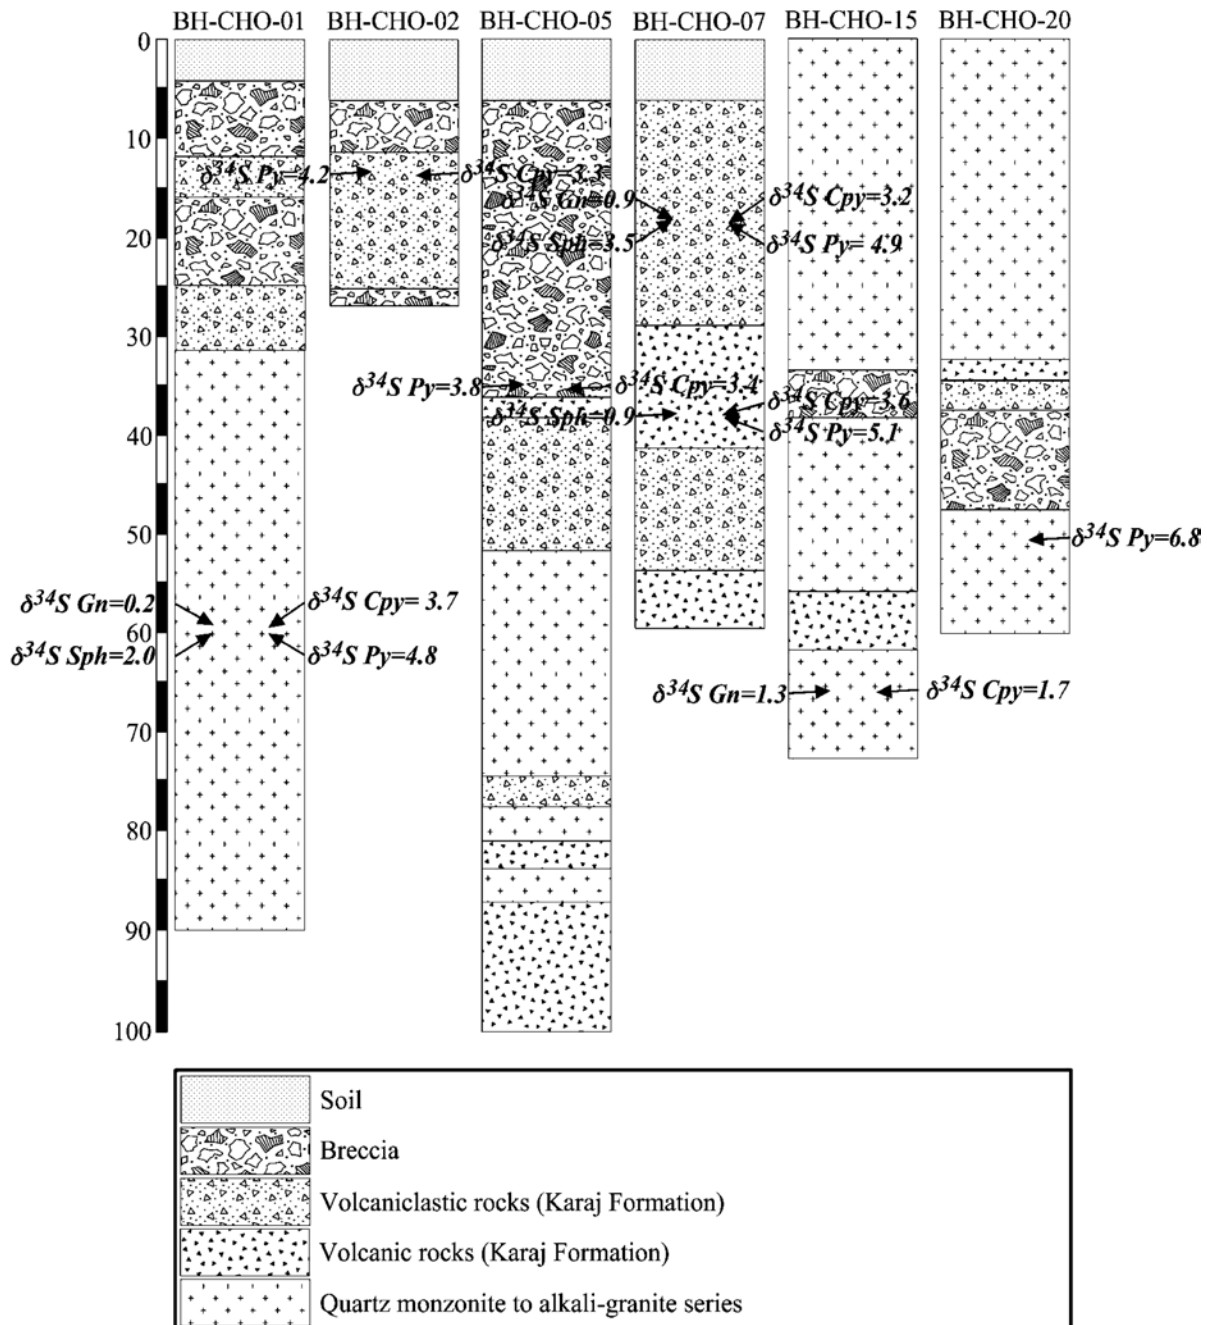 BH-CHO-01 BH-CHO-02 BH-CHO-05 BH-CHO-07 BH-CHO-15 BH-CHO-20
0
10
δ34S Py=4.2 δ34S Cpy=3.3
δ34S Gn=0.9 δ34S Cpy=3.2
20 δ34S Sph=3.5 δ34S Py= 4.9
30
δ34S Py=3.8 δ34S Cpy=3.4
δ34S Sph=0.9 δ34S Cpy=3.6
40 δ34S Py=5.1
50
δ34S Py=6.8
δ34S Gn=0.2 δ34S Cpy= 3.7
60
δ34S Sph=2.0 δ34S Py=4.8
δ34S Gn=1.3 δ34S Cpy=1.7
70
80
90
100
Soil
Breccia
Volcaniclastic rocks (Karaj Formation)
Volcanic rocks (Karaj Formation)
Quartz monzonite to alkali-granite series